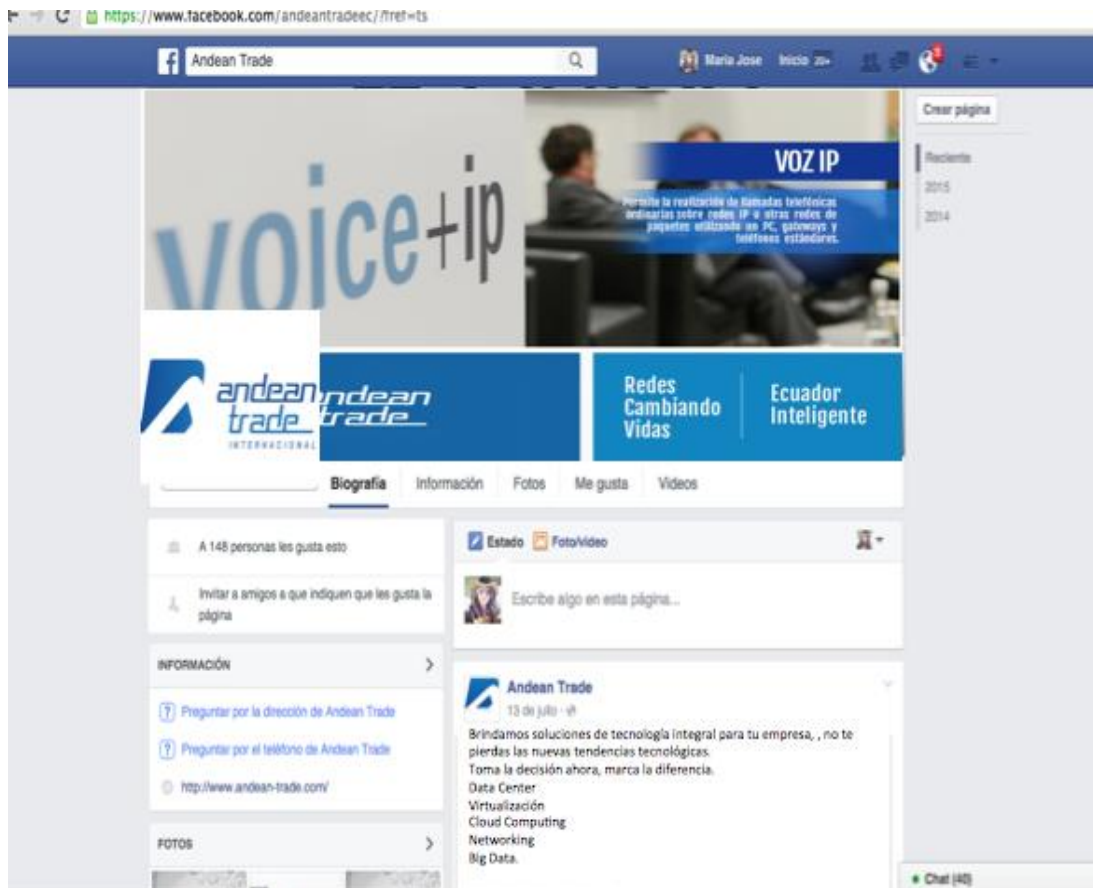 https://www.facebook.com/andeantradeec/?fref=ts
Andean Trade
Maria Jose
Inicio 20+
Crear página
Reciente
2015
2014
voice+ip
VOZ IP
Permite la realización de llamadas telefónicas
ordinarias sobre redes IP u otras redes de
paquetes utilizando un PC, gateways y
teléfonos estándares.
andean
trade
INTERNACIONAL
andean
trade
Redes
Cambiando
Vidas
Ecuador
Inteligente
Biografía
Información
Fotos
Me gusta
Videos
A 148 personas les gusta esto
Invitar a amigos a que indiquen que les gusta la
página
INFORMACIÓN
Preguntar por la dirección de Andean Trade
Preguntar por el teléfono de Andean Trade
http://www.andean-trade.com/
FOTOS
Estado
Foto/video
Escribe algo en esta página...
Andean Trade
13 de julio
Brindamos soluciones de tecnología integral para tu empresa, , no te
pierdas las nuevas tendencias tecnológicas.
Toma la decisión ahora, marca la diferencia.
Data Center
Virtualización
Cloud Computing
Networking
Big Data.
Chat (40)